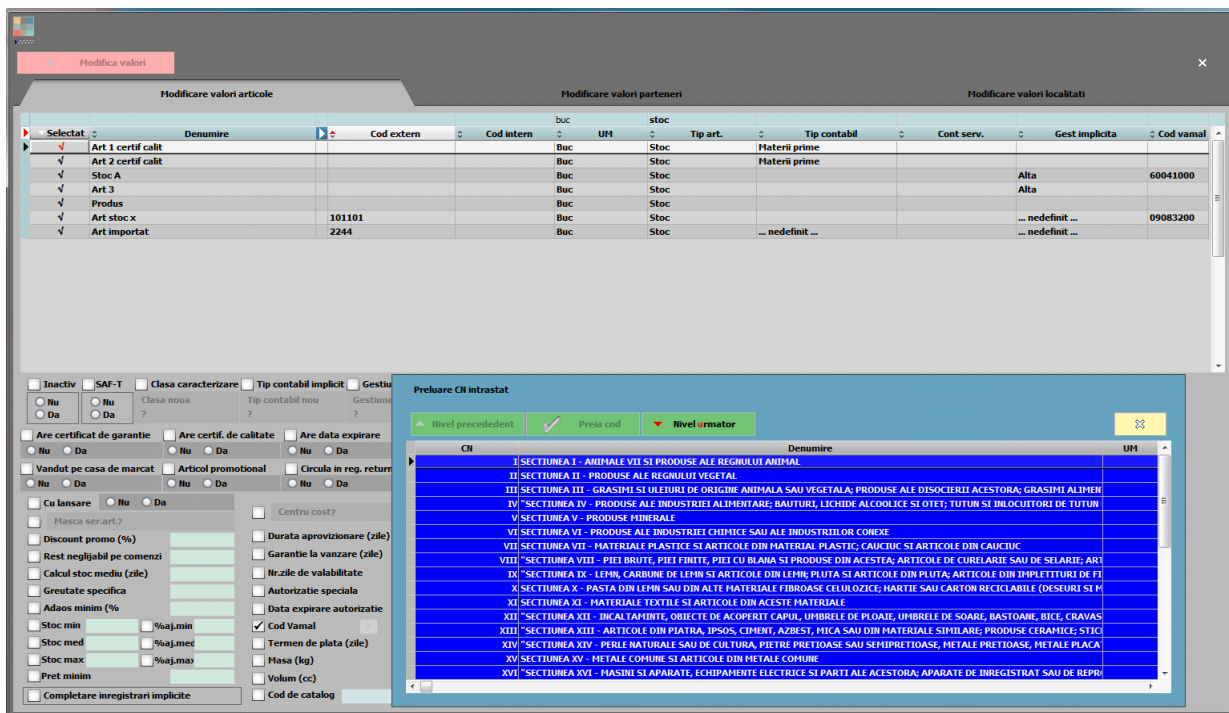 Modifica valori
Modificare valori articole Modificare valori parteneri Modificare valori localitati
buc stoc
Selectat Denumire Cod extern Cod intern UM Tip art. Tip contabil Cont serv. Gest implicita Cod vamal
√ Art 1 certif calit Buc Stoc Materii prime
√ Art 2 certif calit Buc Stoc Materii prime
√ Stoc A Buc Stoc Alta 60041000
√ Art 3 Buc Stoc Alta
√ Produs Buc Stoc
√ Art stoc x 101101 Buc Stoc ... nedefinit ... 09083200
√ Art importat 2244 Buc Stoc ... nedefinit ... ... nedefinit ...
Inactiv SAF-T Clasa caracterizare Tip contabil implicit Gestiu
Nu Nu Clasa noua Tip contabil nou Gestiune
Da Da ? ? ?
Are certificat de garantie Are certif. de calitate Are data expirare
Nu Da Nu Da Nu Da
Vandut pe casa de marcat Articol promotional Circula in reg. return
Nu Da Nu Da Nu Da
Cu lansare Nu Da
Masca ser.art.? Centru cost?
Discount promo (%) Durata aprovizionare (zile)
Rest neglijabil pe comenzi Garantie la vanzare (zile)
Calcul stoc mediu (zile) Nr.zile de valabilitate
Greutate specifica Autorizatie speciala
Adaos minim (% Data expirare autorizatie
Stoc min %aj.min Cod Vamal
Stoc med %aj.med Termen de plata (zile)
Stoc max %aj.max Masa (kg)
Pret minim Volum (cc)
Completare inregistrari implicite Cod de catalog
Preluare CN intrastat
Nivel precededent Preia cod Nivel urmator
CN Denumire UM
I SECTIUNEA I - ANIMALE VII SI PRODUSE ALE REGNULUI ANIMAL
II SECTIUNEA II - PRODUSE ALE REGNULUI VEGETAL
III SECTIUNEA III - GRASIMI SI ULEIURI DE ORIGINE ANIMALA SAU VEGETALA; PRODUSE ALE DISOCIERII ACESTORA; GRASIMI ALIMEN
IV "SECTIUNEA IV - PRODUSE ALE INDUSTRIEI ALIMENTARE; BAUTURI, LICHIDE ALCOOLICE SI OTET; TUTUN SI INLOCUITORI DE TUTUN
V SECTIUNEA V - PRODUSE MINERALE
VI SECTIUNEA VI - PRODUSE ALE INDUSTRIEI CHIMICE SAU ALE INDUSTRIILOR CONEXE
VII SECTIUNEA VII - MATERIALE PLASTICE SI ARTICOLE DIN MATERIAL PLASTIC; CAUCIUC SI ARTICOLE DIN CAUCIUC
VIII "SECTIUNEA VIII - PIEI BRUTE, PIEI FINITE, PIEI CU BLANA SI PRODUSE DIN ACESTEA; ARTICOLE DE CURELARIE SAU DE SELARIE; ART
IX "SECTIUNEA IX - LEMN, CARBUNE DE LEMN SI ARTICOLE DIN LEMN; PLUTA SI ARTICOLE DIN PLUTA; ARTICOLE DIN IMPLETITURI DE FI
X SECTIUNEA X - PASTA DIN LEMN SAU DIN ALTE MATERIALE FIBROASE CELULOZICE; HARTIE SAU CARTON RECICLABILE (DESEURI SI M
XI SECTIUNEA XI - MATERIALE TEXTILE SI ARTICOLE DIN ACESTE MATERIALE
XII "SECTIUNEA XII - INCALTAMINTE, OBIECTE DE ACOPERIT CAPUL, UMBRELE DE PLOAIE, UMBRELE DE SOARE, BASTOANE, BICE, CRAVAS
XIII "SECTIUNEA XIII - ARTICOLE DIN PIATRA, IPSOS, CIMENT, AZBEST, MICA SAU DIN MATERIALE SIMILARE; PRODUSE CERAMICE; STICL
XIV "SECTIUNEA XIV - PERLE NATURALE SAU DE CULTURA, PIETRE PRETIOASE SAU SEMIPRETIOASE, METALE PRETIOASE, METALE PLACAT
XV SECTIUNEA XV - METALE COMUNE SI ARTICOLE DIN METALE COMUNE
XVI "SECTIUNEA XVI - MASINI SI APARATE, ECHIPAMENTE ELECTRICE SI PARTI ALE ACESTORA; APARATE DE INREGISTRAT SAU DE REPR